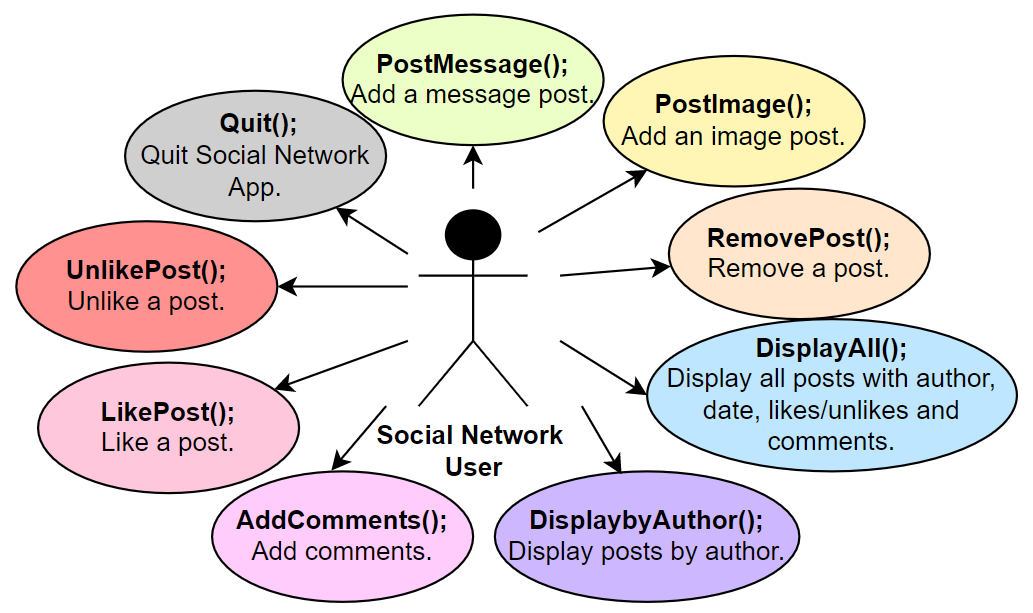 PostMessage();
Add a message post.
PostImage();
Add an image post.
Quit();
Quit Social Network
App.
RemovePost();
Remove a post.
UnlikePost();
Unlike a post.
DisplayAll();
Display all posts with author,
date, likes/unlikes and
comments.
LikePost();
Like a post.
Social Network
User
AddComments();
Add comments.
DisplaybyAuthor();
Display posts by author.